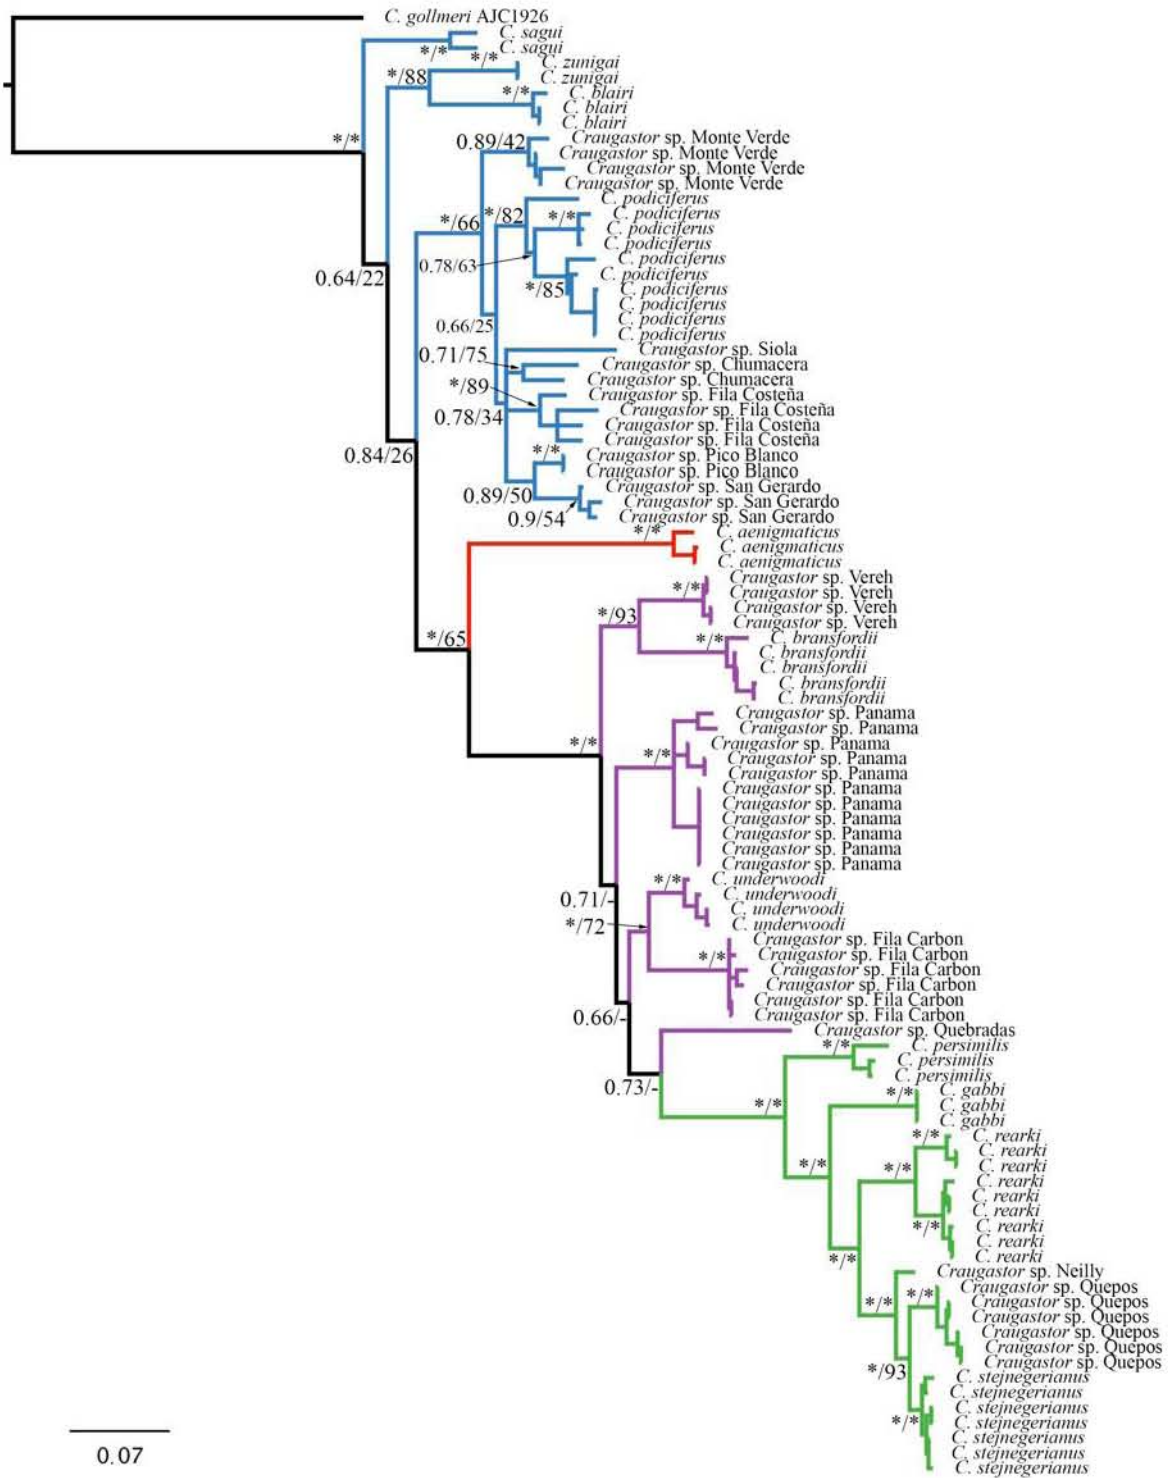 C. gollmeri AJC1926
C. sagui
C. sagui
*/*
*/*
C. zunigai
*/88
C. zunigai
*/*
C. blairi
C. blairi
C. blairi
*/*
0.89/42
Craugastor sp. Monte Verde
Craugastor sp. Monte Verde
Craugastor sp. Monte Verde
Craugastor sp. Monte Verde
C. podiciferus
*/66
*/82
*/*
C. podiciferus
C. podiciferus
C. podiciferus
0.78/63
C. podiciferus
0.64/22
C. podiciferus
*/85
C. podiciferus
C. podiciferus
C. podiciferus
0.66/25
C. podiciferus
Craugastor sp. Siola
0.71/75
Craugastor sp. Chumacera
Craugastor sp. Chumacera
*/89
Craugastor sp. Fila Costeña
0.78/34
Craugastor sp. Fila Costeña
Craugastor sp. Fila Costeña
Craugastor sp. Fila Costeña
0.84/26
*/*
Craugastor sp. Pico Blanco
Craugastor sp. Pico Blanco
Craugastor sp. San Gerardo
0.89/50
Craugastor sp. San Gerardo
0.9/54
Craugastor sp. San Gerardo
*/*
C. aenigmaticus
C. aenigmaticus
C. aenigmaticus
Craugastor sp. Vereh
*/*
Craugastor sp. Vereh
Craugastor sp. Vereh
*/93
Craugastor sp. Vereh
*/65
*/*
C. bransfordii
C. bransfordii
C. bransfordii
C. bransfordii
C. bransfordii
Craugastor sp. Panama
Craugastor sp. Panama
*/*
*/*
Craugastor sp. Panama
Craugastor sp. Panama
Craugastor sp. Panama
Craugastor sp. Panama
Craugastor sp. Panama
Craugastor sp. Panama
Craugastor sp. Panama
Craugastor sp. Panama
Craugastor sp. Panama
*/*
C. underwoodi
0.71/-
C. underwoodi
C. underwoodi
*/72
C. underwoodi
Craugastor sp. Fila Carbon
*/*
Craugastor sp. Fila Carbon
Craugastor sp. Fila Carbon
Craugastor sp. Fila Carbon
Craugastor sp. Fila Carbon
0.66/-
Craugastor sp. Fila Carbon
Craugastor sp. Quebradas
*/*
C. persimilis
C. persimilis
C. persimilis
0.73/-
*/*
C. gabbi
*/*
C. gabbi
C. gabbi
*/*
C. rearki
C. rearki
*/*
*/*
C. rearki
C. rearki
C. rearki
C. rearki
*/*
C. rearki
C. rearki
*/*
C. rearki
Craugastor sp. Neilly
Craugastor sp. Quepos
*/*
*/*
Craugastor sp. Quepos
Craugastor sp. Quepos
Craugastor sp. Quepos
Craugastor sp. Quepos
Craugastor sp. Quepos
*/93
C. stejnegerianus
C. stejnegerianus
C. stejnegerianus
*/*
C. stejnegerianus
C. stejnegerianus
C. stejnegerianus
C. stejnegerianus
0.07